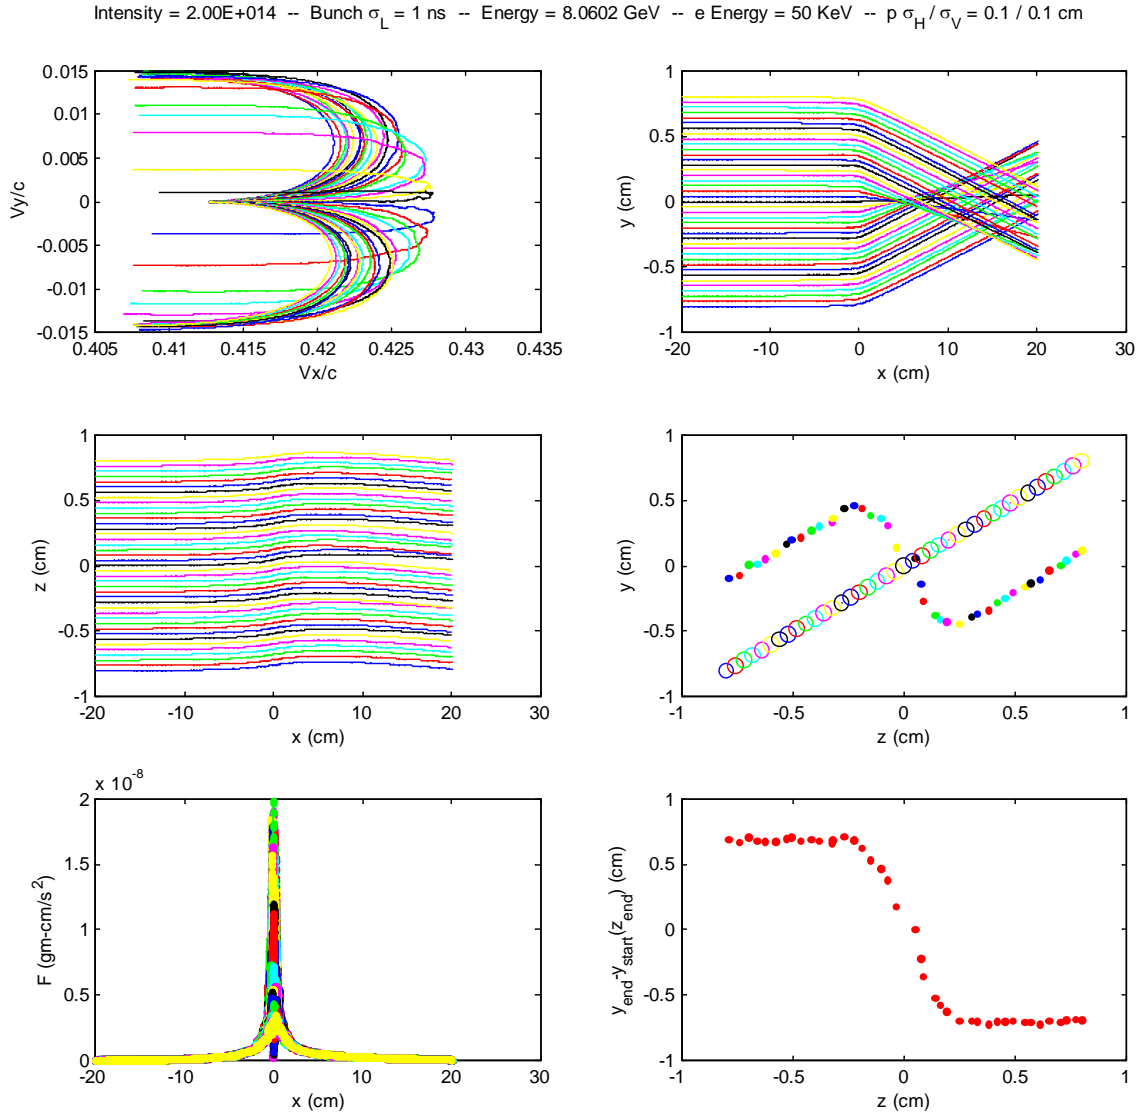 Intensity = 2.00E+014 -- Bunch σL = 1 ns -- Energy = 8.0602 GeV -- e Energy = 50 KeV -- p σH / σV = 0.1 / 0.1 cm
0.015
0.01
0.005
0
-0.005
-0.01
-0.015
0.405 0.41 0.415 0.42 0.425 0.43 0.435
Vx/c
Vy/c
1
0.5
0
-0.5
-1
-20 -10 0 10 20 30
x (cm)
y (cm)
1
0.5
0
-0.5
-1
-20 -10 0 10 20 30
x (cm)
z (cm)
1
0.5
0
-0.5
-1
-1 -0.5 0 0.5 1
z (cm)
y (cm)
x 10-8
2
1.5
1
0.5
0
-20 -10 0 10 20 30
x (cm)
F (gm-cm/s2)
1
0.5
0
-0.5
-1
-1 -0.5 0 0.5 1
z (cm)
yend-ystart(zend) (cm)